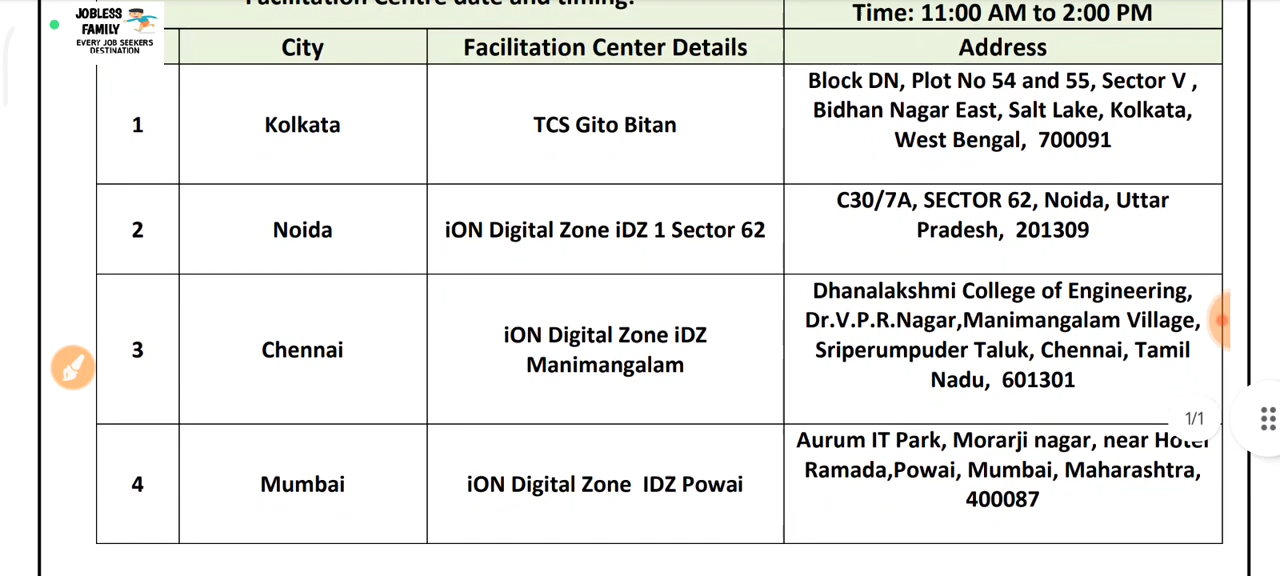 Facilitation Centre date and timing:
Time: 11:00 AM to 2:00 PM
JOBLESS
FAMILY
EVERY JOB SEEKERS
DESTINATION
City
Facilitation Center Details
Address
1
Kolkata
TCS Gito Bitan
Block DN, Plot No 54 and 55, Sector V ,
Bidhan Nagar East, Salt Lake, Kolkata,
West Bengal, 700091
2
Noida
iON Digital Zone iDZ 1 Sector 62
C30/7A, SECTOR 62, Noida, Uttar
Pradesh, 201309
3
Chennai
iON Digital Zone iDZ
Manimangalam
Dhanalakshmi College of Engineering,
Dr.V.P.R.Nagar,Manimangalam Village,
Sriperumpuder Taluk, Chennai, Tamil
Nadu, 601301
1/1
4
Mumbai
iON Digital Zone IDZ Powai
Aurum IT Park, Morarji nagar, near Hotel
Ramada,Powai, Mumbai, Maharashtra,
400087